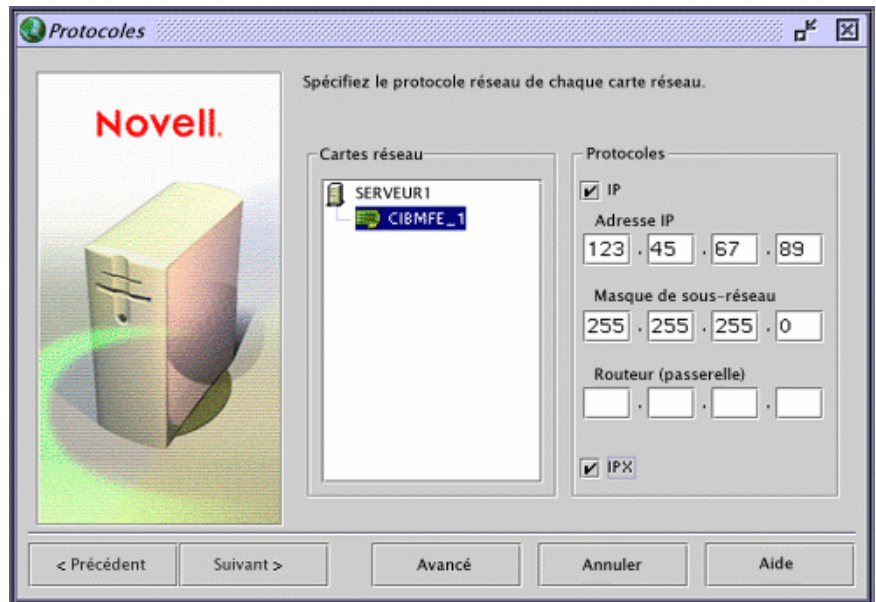 Protocoles
Novell.
Spécifiez le protocole réseau de chaque carte réseau.
Cartes réseau
SERVEUR1
CIBMFE_1
Protocoles
IP
Adresse IP
123 . 45 . 67 . 89
Masque de sous-réseau
255 . 255 . 255 . 0
Routeur (passerelle)
. . .
IPX
< Précédent
Suivant >
Avancé
Annuler
Aide